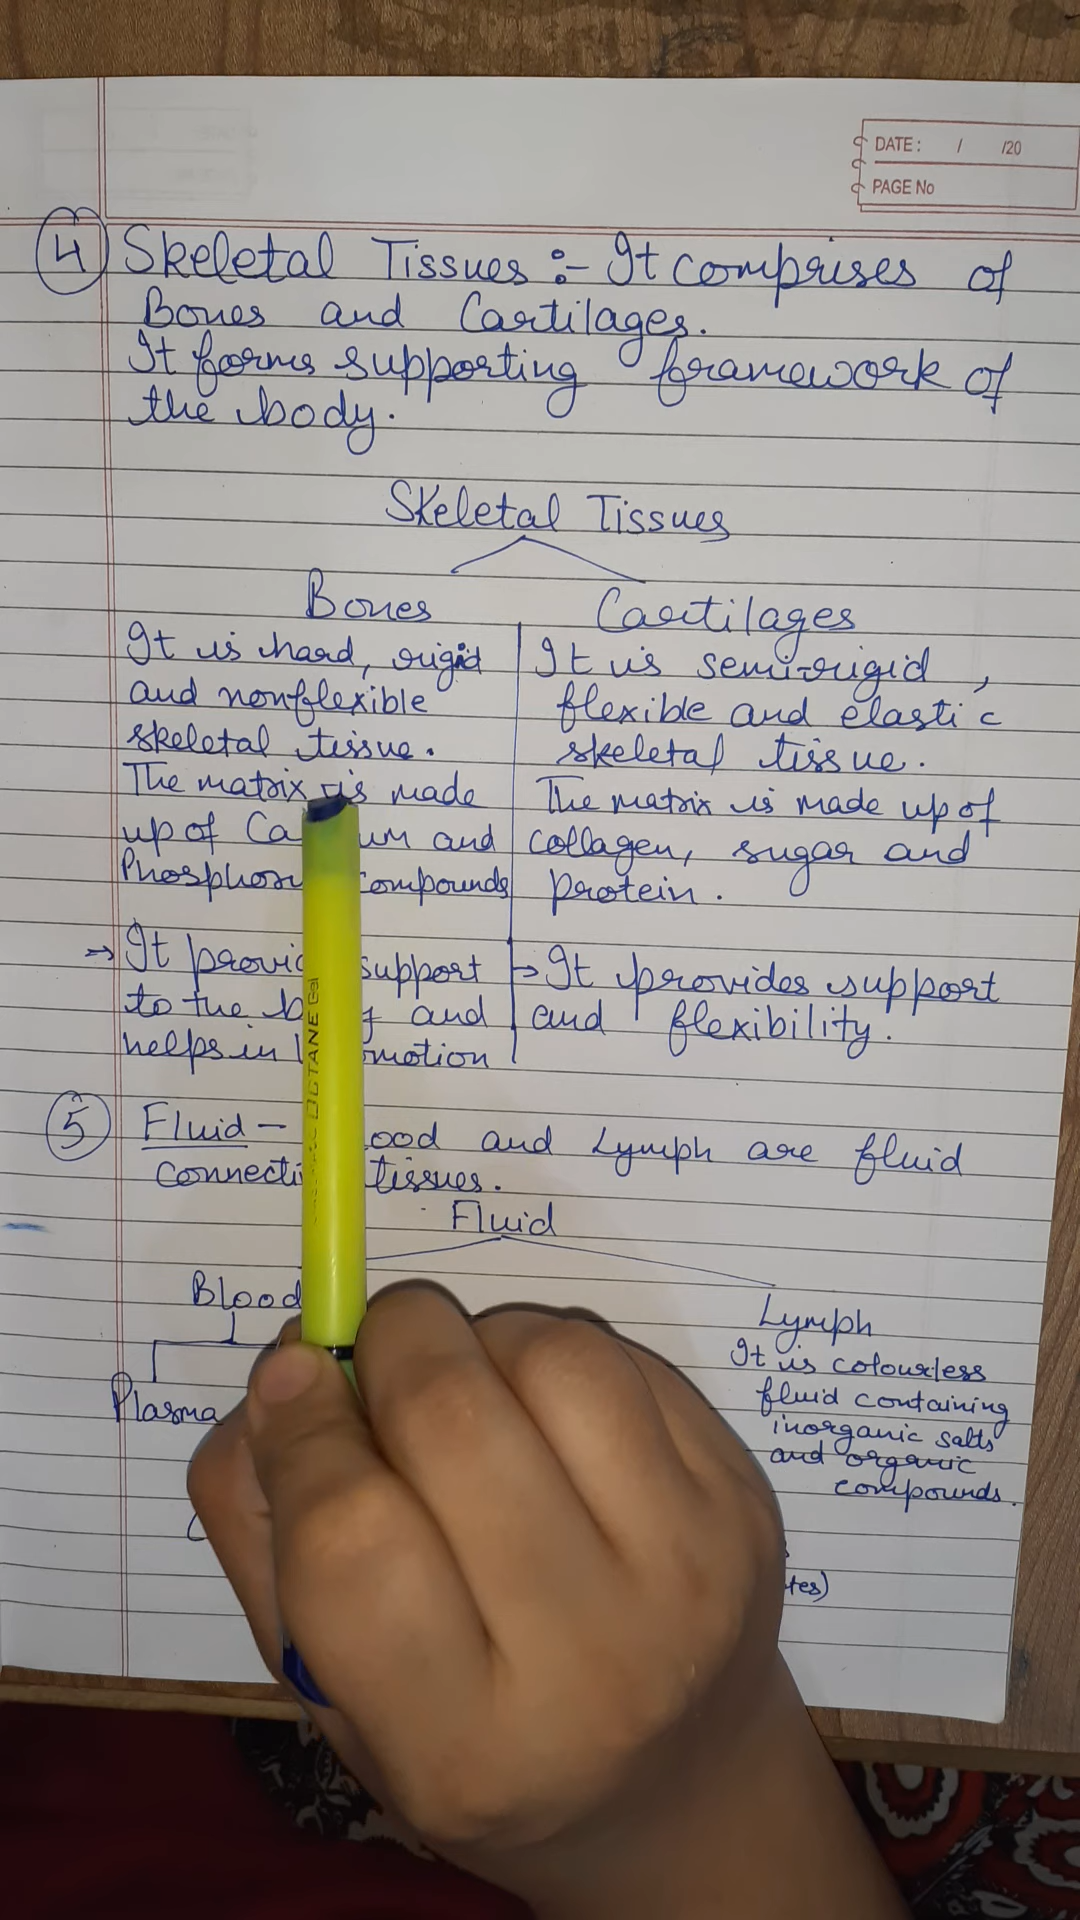 DATE: / /20
PAGE No
4 Skeletal Tissues :- It comprises of
Bones and Cartilages.
It forms supporting framework of
the body.
Skeletal Tissues
Bones
It is hard, rigid
and nonflexible
skeletal tissue.
The matrix is made
up of Ca um and
Phosphoru compounds
→ It provid support
to the b y and
helps in l motion
Cartilages
It is semi-rigid,
flexible and elastic
skeletal tissue.
The matrix is made up of
collagen, sugar and
protein.
→ It provides support
and flexibility.
5 Fluid - ood and Lymph are fluid
connecti tissues.
Fluid
Blood
Plasma
Lymph
It is colourless
fluid containing
inorganic salts
and organic
compounds.
tes)
OCTANE Gel